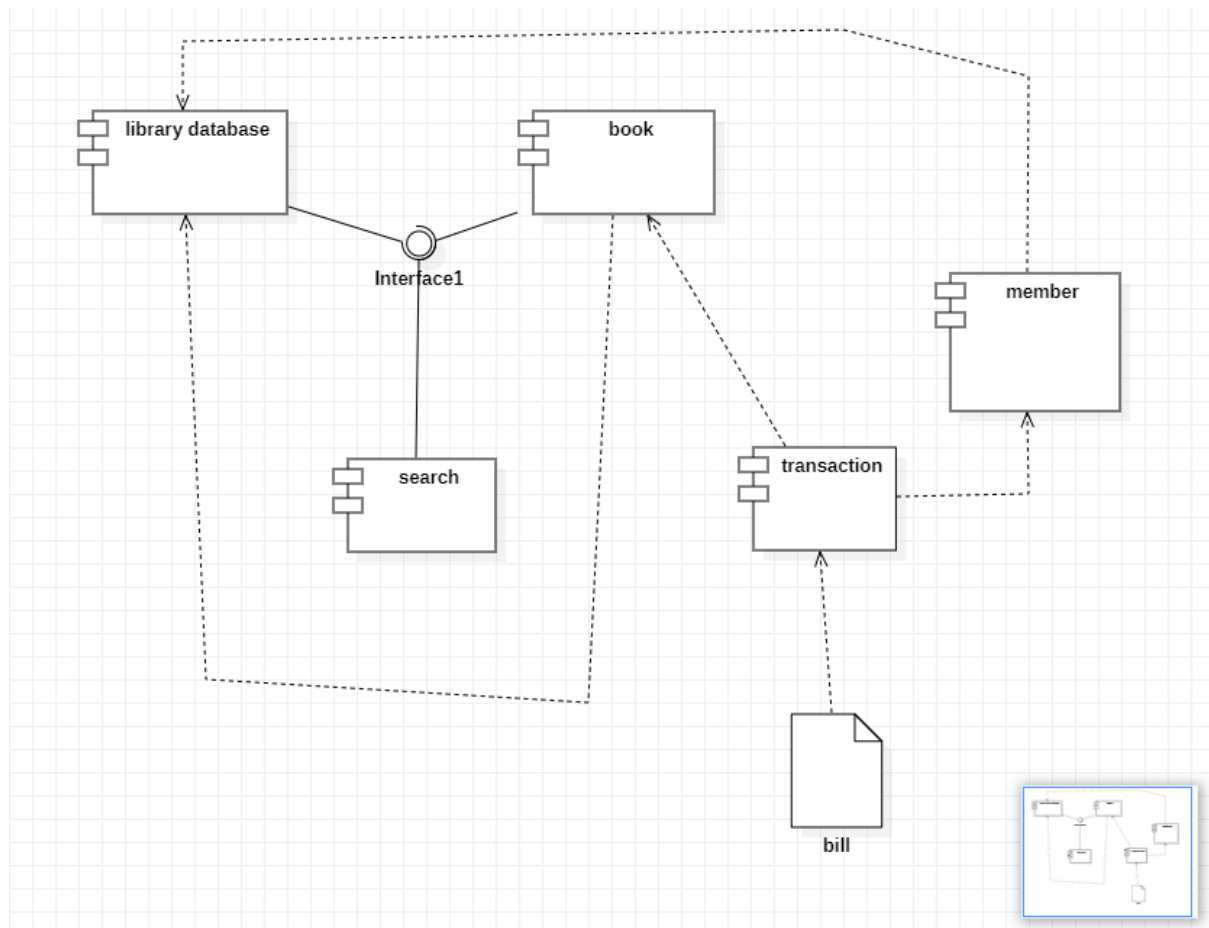 library database
book
Interface1
member
search
transaction
bill